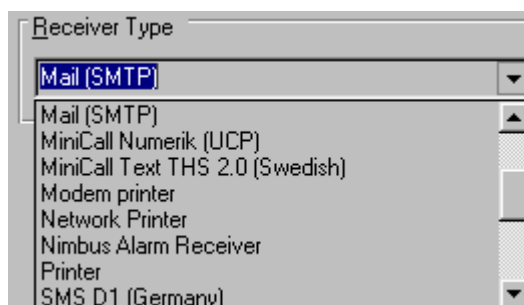 Receiver Type
Mail (SMTP)
Mail (SMTP)
MiniCall Numerik (UCP)
MiniCall Text THS 2.0 (Swedish)
Modem printer
Network Printer
Nimbus Alarm Receiver
Printer
SMS D1 (Germany)